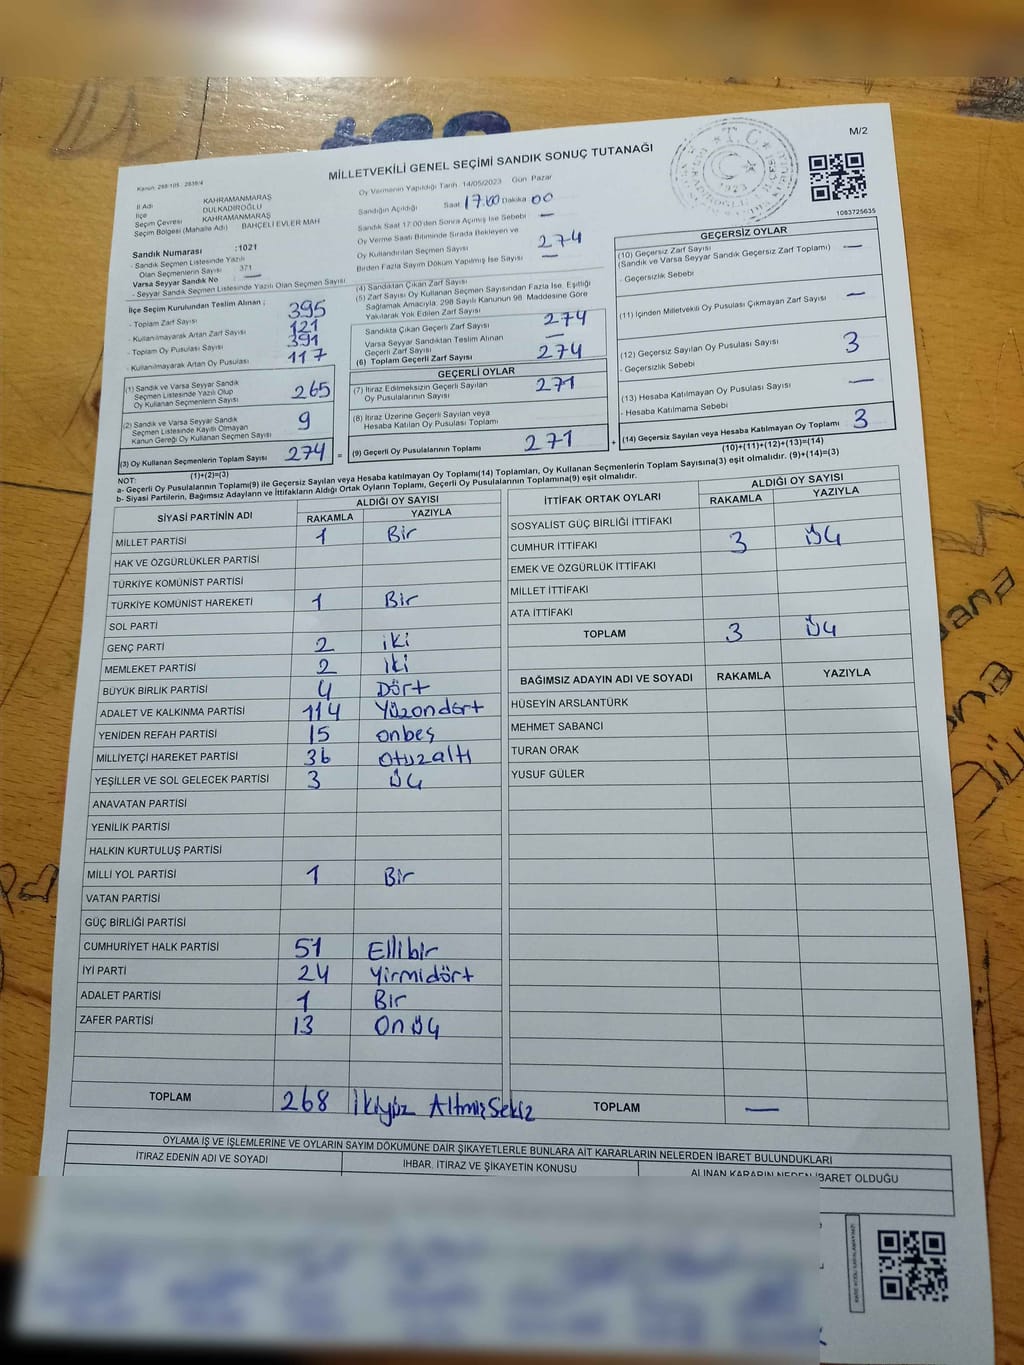 M/2
Kanun: 298/105 - 2839/4
MİLLETVEKİLİ GENEL SEÇİMİ SANDIK SONUÇ TUTANAĞI
T.C.
1923
1083725635
İl Adı KAHRAMANMARAŞ
İlçe DULKADİROĞLU
Seçim Çevresi KAHRAMANMARAŞ
Seçim Bölgesi (Mahalle Adı) BAHÇELİ EVLER MAH
Sandık Numarası :1021
- Sandık Seçmen Listesinde Yazılı
Olan Seçmenlerin Sayısı 371
Varsa Seyyar Sandık No —
- Seyyar Sandık Seçmen Listesinde Yazılı Olan Seçmen Sayısı
Oy Vermenin Yapıldığı Tarih 14/05/2023 Gün Pazar
Sandığın Açıldığı Saat 17.00 Dakika 00
Sandık Saat 17:00'den Sonra Açılmış İse Sebebi —
Oy Verme Saati Bitiminde Sırada Bekleyen ve
Oy Kullandırılan Seçmen Sayısı 274
Birden Fazla Sayım Döküm Yapılmış İse Sayısı —
İlçe Seçim Kurulundan Teslim Alınan ;
- Toplam Zarf Sayısı 395
- Kullanılmayarak Artan Zarf Sayısı 121
- Toplam Oy Pusulası Sayısı 391
- Kullanılmayarak Artan Oy Pusulası 117
(1) Sandık ve Varsa Seyyar Sandık
Seçmen Listesinde Yazılı Olup
Oy Kullanan Seçmenlerin Sayısı 265
(2) Sandık ve Varsa Seyyar Sandık
Seçmen Listesinde Kayıtlı Olmayan
Kanun Gereği Oy Kullanan Seçmen Sayısı 9
(3) Oy Kullanan Seçmenlerin Toplam Sayısı 274
(1)+(2)=(3)
(4) Sandıktan Çıkan Zarf Sayısı
(5) Zarf Sayısı Oy Kullanan Seçmen Sayısından Fazla İse, Eşitliği
Sağlamak Amacıyla, 298 Sayılı Kanunun 98. Maddesine Göre
Yakılarak Yok Edilen Zarf Sayısı
Sandıkta Çıkan Geçerli Zarf Sayısı 274
Varsa Seyyar Sandıktan Teslim Alınan
Geçerli Zarf Sayısı —
(6) Toplam Geçerli Zarf Sayısı 274
GEÇERLİ OYLAR
(7) İtiraz Edilmeksizin Geçerli Sayılan
Oy Pusulası Toplamı 271
(8) İtiraz Üzerine Geçerli Sayılan veya
Hesaba Katılan Oy Pusulası Toplamı
= (9) Geçerli Oy Pusulalarının Toplamı 271 +
GEÇERSİZ OYLAR
(10) Geçersiz Zarf Sayısı
(Sandık ve Varsa Seyyar Sandık Geçersiz Zarf Toplamı) —
- Geçersizlik Sebebi
(11) İçinden Milletvekili Oy Pusulası Çıkmayan Zarf Sayısı —
(12) Geçersiz Sayılan Oy Pusulası Sayısı 3
- Geçersizlik Sebebi
(13) Hesaba Katılmayan Oy Pusulası Sayısı —
- Hesaba Katılmama Sebebi
(14) Geçersiz Sayılan veya Hesaba Katılmayan Oy Toplamı 3
(10)+(11)+(12)+(13)=(14)
NOT:
a- Geçerli Oy Pusulalarının Toplamı(9) ile Geçersiz Sayılan veya Hesaba katılmayan Oy Toplamı(14) Toplamları, Oy Kullanan Seçmenlerin Toplam Sayısına(3) eşit olmalıdır. (9)+(14)=(3)
b- Siyasi Partilerin, Bağımsız Adayların ve İttifakların Aldığı Ortak Oyların Toplamı, Geçerli Oy Pusulalarının Toplamına(9) eşit olmalıdır.
SİYASİ PARTİNİN ADI ALDIĞI OY SAYISI
RAKAMLA YAZIYLA
MİLLET PARTİSİ 1 Bir
HAK VE ÖZGÜRLÜKLER PARTİSİ
TÜRKİYE KOMÜNİST PARTİSİ
TÜRKİYE KOMÜNİST HAREKETİ 1 Bir
SOL PARTİ
GENÇ PARTİ 2 iki
MEMLEKET PARTİSİ 2 iki
BÜYÜK BİRLİK PARTİSİ 4 Dört
ADALET VE KALKINMA PARTİSİ 114 Yüzondört
YENİDEN REFAH PARTİSİ 15 onbeş
MİLLİYETÇİ HAREKET PARTİSİ 36 otuzaltı
YEŞİLLER VE SOL GELECEK PARTİSİ 3 Üç
ANAVATAN PARTİSİ
YENİLİK PARTİSİ
HALKIN KURTULUŞ PARTİSİ
MİLLİ YOL PARTİSİ 1 Bir
VATAN PARTİSİ
GÜÇ BİRLİĞİ PARTİSİ
CUMHURİYET HALK PARTİSİ 51 Ellibir
İYİ PARTİ 24 Yirmidört
ADALET PARTİSİ 1 Bir
ZAFER PARTİSİ 13 Onüç
TOPLAM 268 İkiyüz AltmışSekiz
İTTİFAK ORTAK OYLARI ALDIĞI OY SAYISI
RAKAMLA YAZIYLA
SOSYALİST GÜÇ BİRLİĞİ İTTİFAKI
CUMHUR İTTİFAKI 3 Üç
EMEK VE ÖZGÜRLÜK İTTİFAKI
MİLLET İTTİFAKI
ATA İTTİFAKI
TOPLAM 3 Üç
BAĞIMSIZ ADAYIN ADI VE SOYADI RAKAMLA YAZIYLA
HÜSEYİN ARSLANTÜRK
MEHMET SABANCI
TURAN ORAK
YUSUF GÜLER
TOPLAM —
OYLAMA İŞ VE İŞLEMLERİNE VE OYLARIN SAYIM DÖKÜMÜNE DAİR ŞİKAYETLERLE BUNLARA AİT KARARLARIN NELERDEN İBARET BULUNDUKLARI
İTİRAZ EDENİN ADI VE SOYADI İHBAR, İTİRAZ VE ŞİKAYETİN KONUSU ALINAN KARARIN NEDEN İBARET OLDUĞU